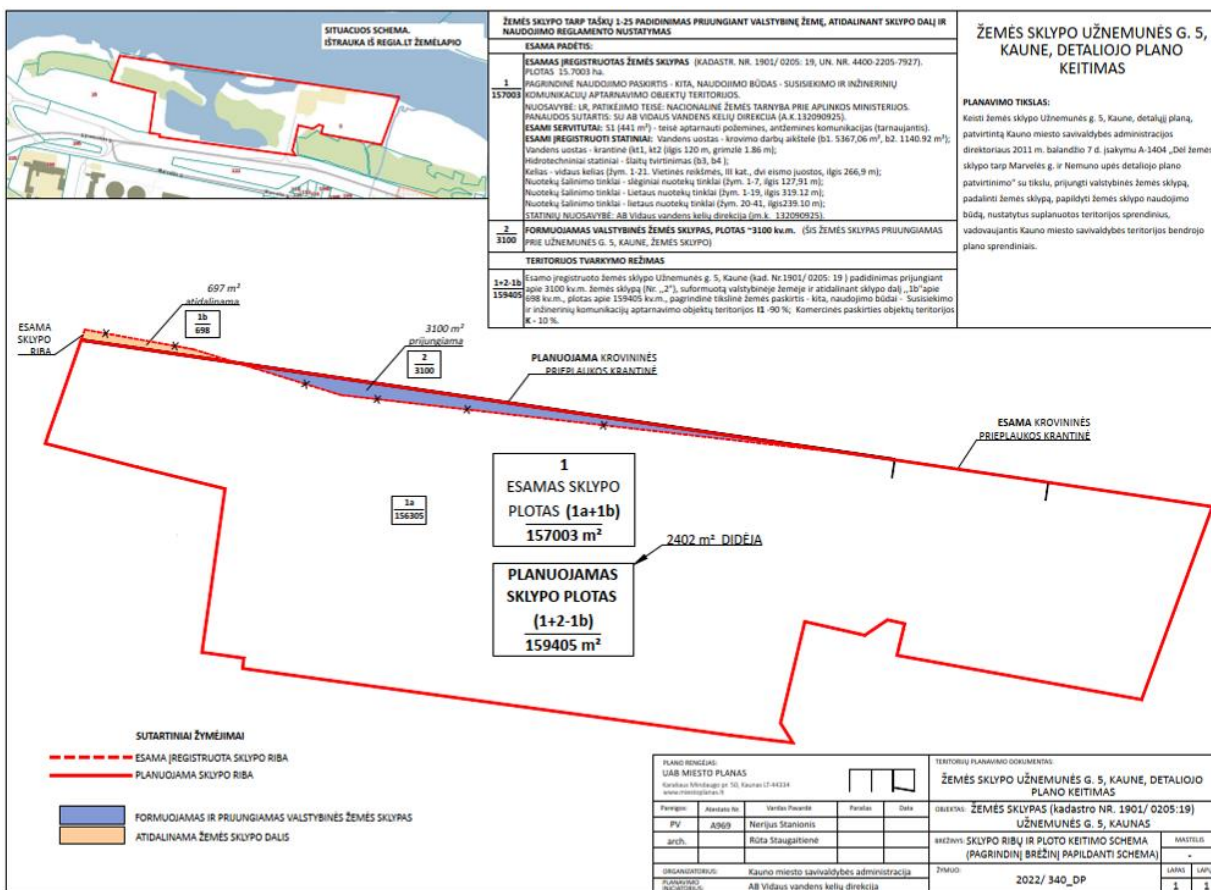 SITUACIJOS SCHEMA.
IŠTRAUKA IŠ REGIA.LT ŽEMĖLAPIO
ŽEMĖS SKLYPO TARP TAŠKŲ 1-25 PADIDINIMAS PRIJUNGIANT VALSTYBINĘ ŽEMĘ, ATIDALINANT SKLYPO DALĮ IR
NAUDOJIMO REGLAMENTO NUSTATYMAS
ESAMA PADĖTIS:
1
157003
ESAMAS ĮREGISTRUOTAS ŽEMĖS SKLYPAS (KADASTR. NR. 1901/ 0205: 19, UN. NR. 4400-2205-7927).
PLOTAS 15.7003 ha.
PAGRINDINĖ NAUDOJIMO PASKIRTIS - KITA, NAUDOJIMO BŪDAS - SUSISIEKIMO IR INŽINERINIŲ
KOMUNIKACIJŲ APTARNAVIMO OBJEKTŲ TERITORIJOS.
NUOSAVYBĖ: LR, PATIKĖJIMO TEISĖ: NACIONALINĖ ŽEMĖS TARNYBA PRIE APLINKOS MINISTERIJOS.
PANAUDOS SUTARTIS: SU AB VIDAUS VANDENS KELIŲ DIREKCIJA (A.K.132090925).
ESAMI SERVITUTAI: S1 (441 m²) - teisė aptarnauti požemines, antžemines komunikacijas (tarnaujantis).
ESAMI ĮREGISTRUOTI STATINIAI: Vandens uostas - krovimo darbų aikštelė (b1. 5367,06 m², b2. 1140.92 m²);
Vandens uostas - krantinė (kt1, kt2 (ilgis 120 m, grimzlė 1.86 m);
Hidrotechniniai statiniai - šlaitų tvirtinimas (b3, b4 );
Kelias - vidaus kelias (žym. 1-21. Vietinės reikšmės, III kat., dvi eismo juostos, ilgis 266,9 m);
Nuotekų šalinimo tinklai - slėginiai nuotekų tinklai (žym. 1-7, ilgis 127,91 m);
Nuotekų šalinimo tinklai - Lietaus nuotekų tinklai (žym. 1-19, ilgis 319.12 m);
Nuotekų šalinimo tinklai - lietaus nuotekų tinklai (žym. 20-41, ilgis239.10 m);
STATINIŲ NUOSAVYBĖ: AB Vidaus vandens kelių direkcija (įm.k. 132090925).
2
3100
FORMUOJAMAS VALSTYBINĖS ŽEMĖS SKLYPAS, PLOTAS ~3100 kv.m. (ŠIS ŽEMĖS SKLYPAS PRIJUNGIAMAS
PRIE UŽNEMUNĖS G. 5, KAUNE, ŽEMĖS SKLYPO)
TERITORIJOS TVARKYMO REŽIMAS
1+2-1b
159405
Esamo įregistruoto žemės sklypo Užnemunės g. 5, Kaune (kad. Nr.1901/ 0205: 19 ) padidinimas prijungiant
apie 3100 kv.m. žemės sklypą (Nr. „2"), suformuotą valstybinėje žemėje ir atidalinant sklypo dalį „1b"apie
698 kv.m., plotas apie 159405 kv.m., pagrindinė tikslinė žemės paskirtis - kita, naudojimo būdai - Susisiekimo
ir inžinerinių komunikacijų aptarnavimo objektų teritorijos I1 -90 %; Komercinės paskirties objektų teritorijos
K - 10 %.
ŽEMĖS SKLYPO UŽNEMUNĖS G. 5,
KAUNE, DETALIOJO PLANO
KEITIMAS
PLANAVIMO TIKSLAS:
Keisti žemės sklypo Užnemunės g. 5, Kaune, detalųjį planą,
patvirtintą Kauno miesto savivaldybės administracijos
direktoriaus 2011 m. balandžio 7 d. įsakymu A-1404 „Dėl žemės
sklypo tarp Marvelės g. ir Nemuno upės detaliojo plano
patvirtinimo" su tikslu, prijungti valstybinės žemės sklypą,
padalinti žemės sklypą, papildyti žemės sklypo naudojimo
būdą, nustatytus suplanuotos teritorijos sprendinius,
vadovaujantis Kauno miesto savivaldybės teritorijos bendrojo
plano sprendiniais.
697 m²
atidalinama
1b
698
ESAMA
SKLYPO
RIBA
3100 m²
prijungiama
2
3100
PLANUOJAMA KROVININĖS
PRIEPLAUKOS KRANTINĖ
ESAMA KROVININĖS
PRIEPLAUKOS KRANTINĖ
1a
156305
1
ESAMAS SKLYPO
PLOTAS (1a+1b)
157003 m²
2402 m² DIDĖJA
PLANUOJAMAS
SKLYPO PLOTAS
(1+2-1b)
159405 m²
SUTARTINIAI ŽYMĖJIMAI
ESAMA ĮREGISTRUOTA SKLYPO RIBA
PLANUOJAMA SKLYPO RIBA
FORMUOJAMAS IR PRIJUNGIAMAS VALSTYBINĖS ŽEMĖS SKLYPAS
ATIDALINAMA ŽEMĖS SKLYPO DALIS
PLANO RENGĖJAS:
UAB MIESTO PLANAS
Karaliaus Mindaugo pr. 50, Kaunas LT-44334
www.miestoplanas.lt
Pareigos Atestato Nr. Vardas Pavardė Parašas Data
PV A969 Nerijus Stanionis
arch. Rūta Staugaitienė
ORGANIZATORIUS: Kauno miesto savivaldybės administracija
PLANAVIMO
INICIATORIUS: AB Vidaus vandens kelių direkcija
TERITORIJŲ PLANAVIMO DOKUMENTAS:
ŽEMĖS SKLYPO UŽNEMUNĖS G. 5, KAUNE, DETALIOJO
PLANO KEITIMAS
OBJEKTAS: ŽEMĖS SKLYPAS (kadastro NR. 1901/ 0205:19)
UŽNEMUNĖS G. 5, KAUNAS
BRĖŽINYS: SKLYPO RIBŲ IR PLOTO KEITIMO SCHEMA
(PAGRINDINĮ BRĖŽINĮ PAPILDANTI SCHEMA)
MASTELIS
-
ŽYMUO:
2022/ 340_DP
LAPAS LAPŲ
1 1